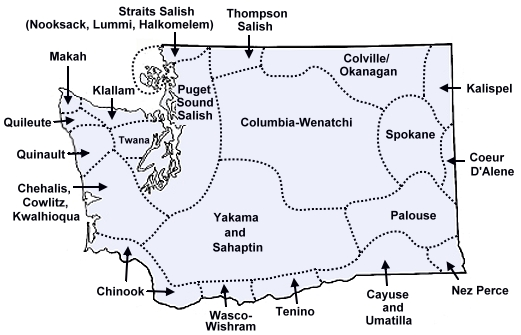 Straits Salish
(Nooksack, Lummi, Halkomelem)
Thompson
Salish
Makah
Klallam
Puget
Sound
Salish
Colville/
Okanagan
Kalispel
Quileute
Twana
Columbia-Wenatchi
Spokane
Quinault
Coeur
D'Alene
Chehalis,
Cowlitz,
Kwalhioqua
Yakama
and
Sahaptin
Palouse
Chinook
Wasco-
Wishram
Tenino
Cayuse
and
Umatilla
Nez Perce